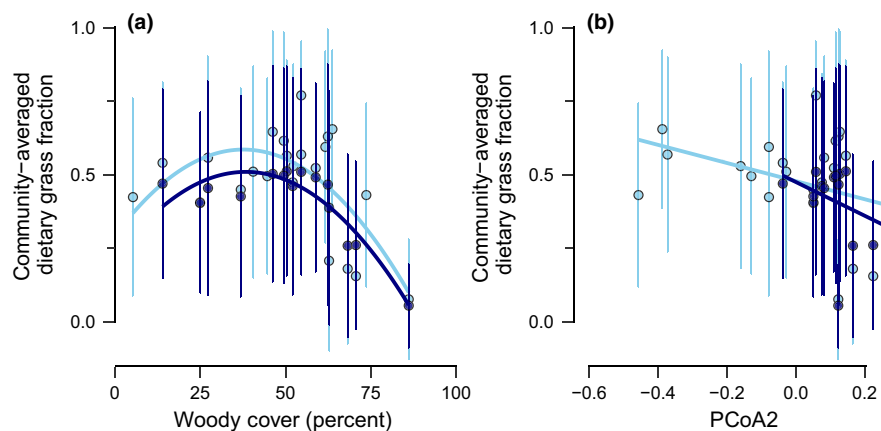 (a)
Community−averaged
dietary grass fraction
1.0
0.5
0.0
0
25
50
75
100
Woody cover (percent)
(b)
Community−averaged
dietary grass fraction
1.0
0.5
0.0
−0.6
−0.4
−0.2
0.0
0.2
PCoA2